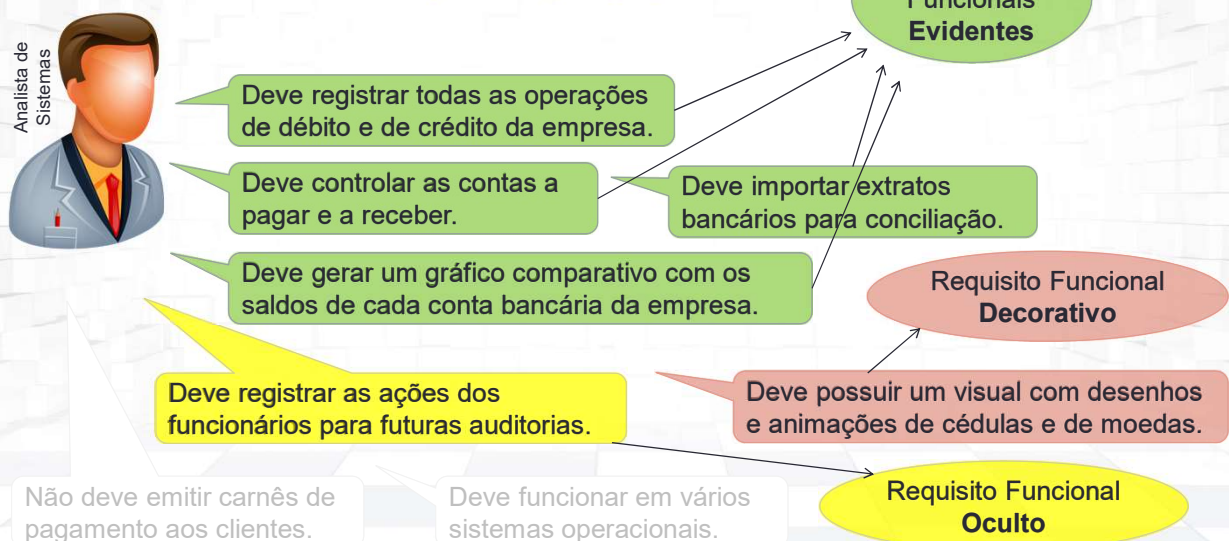 Funcionais
Evidentes
Analista de
Sistemas
Deve registrar todas as operações
de débito e de crédito da empresa.
Deve controlar as contas a
pagar e a receber.
Deve importar extratos
bancários para conciliação.
Deve gerar um gráfico comparativo com os
saldos de cada conta bancária da empresa.
Requisito Funcional
Decorativo
Deve registrar as ações dos
funcionários para futuras auditorias.
Deve possuir um visual com desenhos
e animações de cédulas e de moedas.
Não deve emitir carnês de
pagamento aos clientes.
Deve funcionar em vários
sistemas operacionais.
Requisito Funcional
Oculto